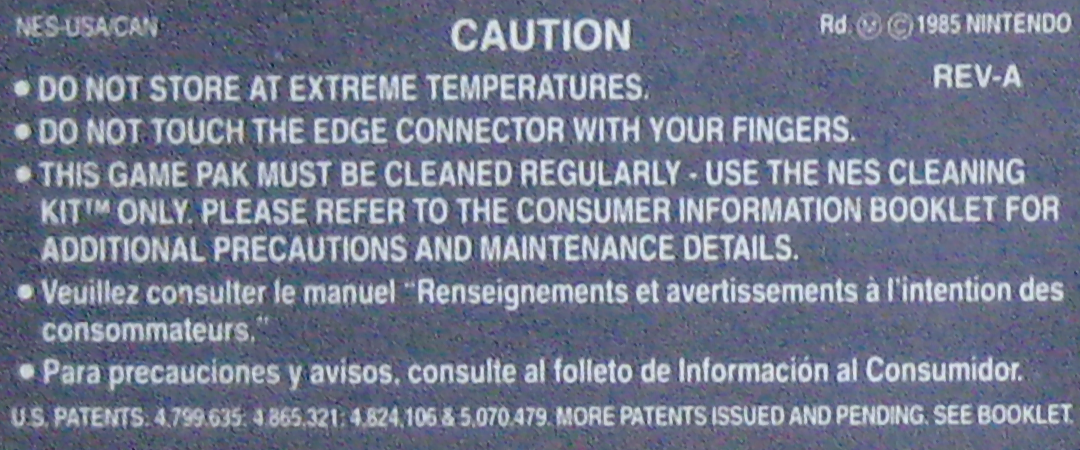 NES-USA/CAN
CAUTION
Rd. Ⓜ © 1985 NINTENDO
REV-A
• DO NOT STORE AT EXTREME TEMPERATURES.
• DO NOT TOUCH THE EDGE CONNECTOR WITH YOUR FINGERS.
• THIS GAME PAK MUST BE CLEANED REGULARLY - USE THE NES CLEANING
KIT™ ONLY. PLEASE REFER TO THE CONSUMER INFORMATION BOOKLET FOR
ADDITIONAL PRECAUTIONS AND MAINTENANCE DETAILS.
• Veuillez consulter le manuel "Renseignements et avertissements à l'intention des
consommateurs."
• Para precauciones y avisos, consulte al folleto de Información al Consumidor.
U.S. PATENTS: 4,799,635; 4,865,321; 4,824,106 & 5,070,479. MORE PATENTS ISSUED AND PENDING. SEE BOOKLET.